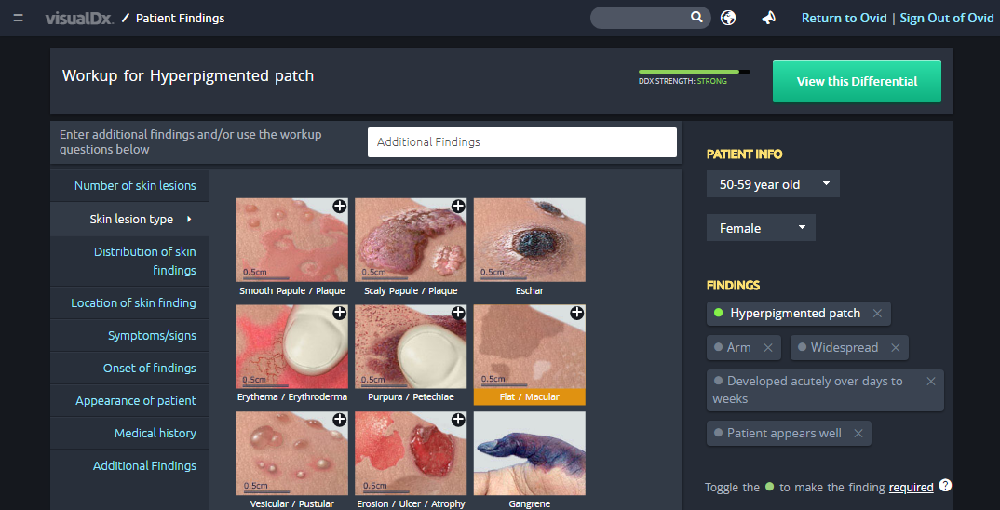 visualDx. / Patient Findings
Return to Ovid | Sign Out of Ovid
Workup for Hyperpigmented patch
DDX STRENGTH: STRONG
View this Differential
Enter additional findings and/or use the workup
questions below
Additional Findings
Number of skin lesions
Skin lesion type
Distribution of skin
findings
Location of skin finding
Symptoms/signs
Onset of findings
Appearance of patient
Medical history
Additional Findings
0.5cm
Smooth Papule / Plaque
0.5cm
Scaly Papule / Plaque
0.5cm
Eschar
0.5cm
Erythema / Erythroderma
0.5cm
Purpura / Petechiae
0.5cm
Flat / Macular
0.5cm
Vesicular / Pustular
0.5cm
Erosion / Ulcer / Atrophy
Gangrene
PATIENT INFO
50-59 year old
Female
FINDINGS
Hyperpigmented patch
Arm
Widespread
Developed acutely over days to
weeks
Patient appears well
Toggle the to make the finding required ?